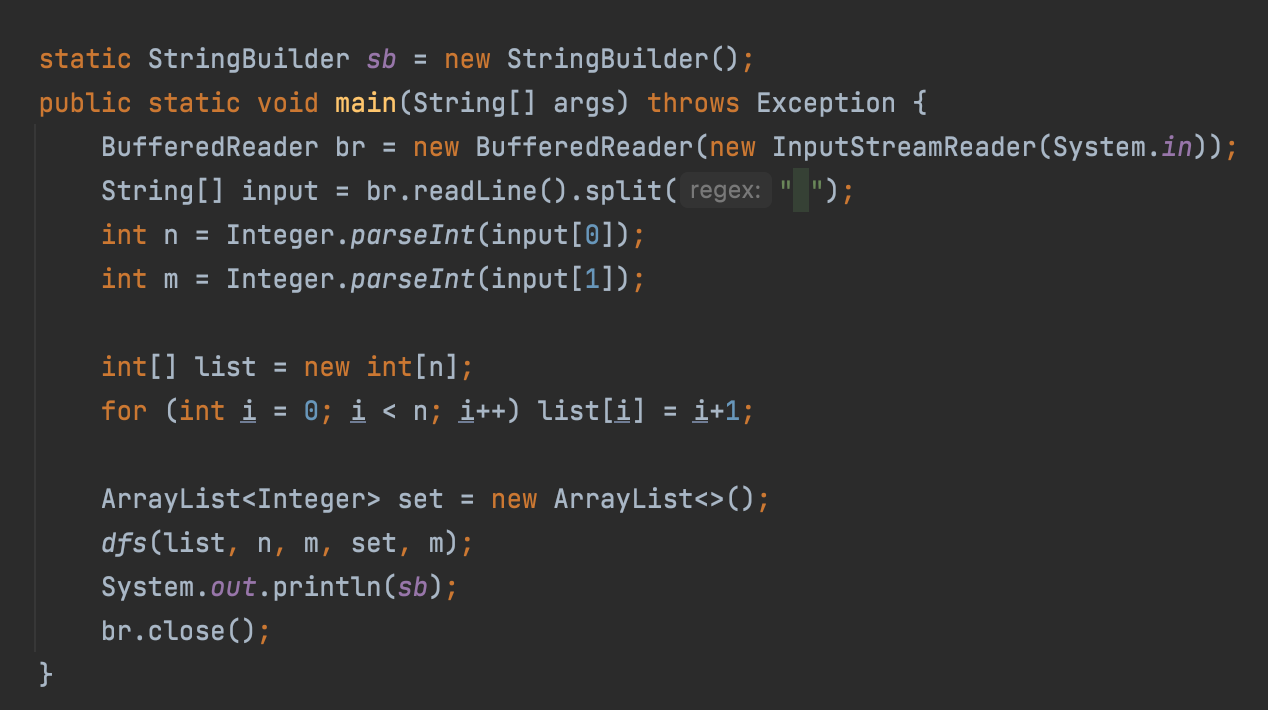 static StringBuilder sb = new StringBuilder();
public static void main(String[] args) throws Exception {
    BufferedReader br = new BufferedReader(new InputStreamReader(System.in));
    String[] input = br.readLine().split( regex: " ");
    int n = Integer.parseInt(input[0]);
    int m = Integer.parseInt(input[1]);

    int[] list = new int[n];
    for (int i = 0; i < n; i++) list[i] = i+1;

    ArrayList<Integer> set = new ArrayList<>();
    dfs(list, n, m, set, m);
    System.out.println(sb);
    br.close();
}